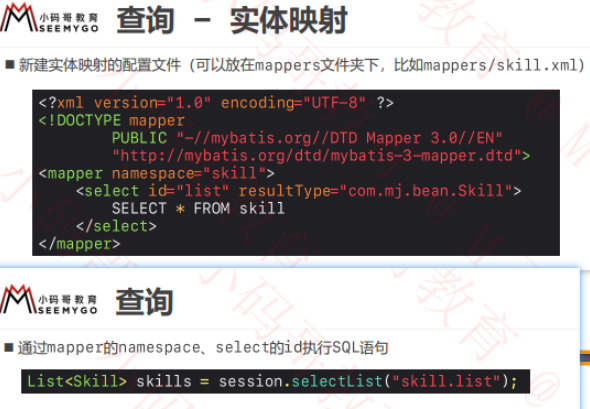 小码哥教育
SEEMYGO
查询 - 实体映射
■ 新建实体映射的配置文件（可以放在mappers文件夹下，比如mappers/skill.xml）
<?xml version="1.0" encoding="UTF-8" ?>
<!DOCTYPE mapper
PUBLIC "-//mybatis.org//DTD Mapper 3.0//EN"
"http://mybatis.org/dtd/mybatis-3-mapper.dtd">
<mapper namespace="skill">
<select id="list" resultType="com.mj.bean.Skill">
SELECT * FROM skill
</select>
</mapper>
小码哥教育
SEEMYGO
查询
■ 通过mapper的namespace、select的id执行SQL语句
List<Skill> skills = session.selectList("skill.list");